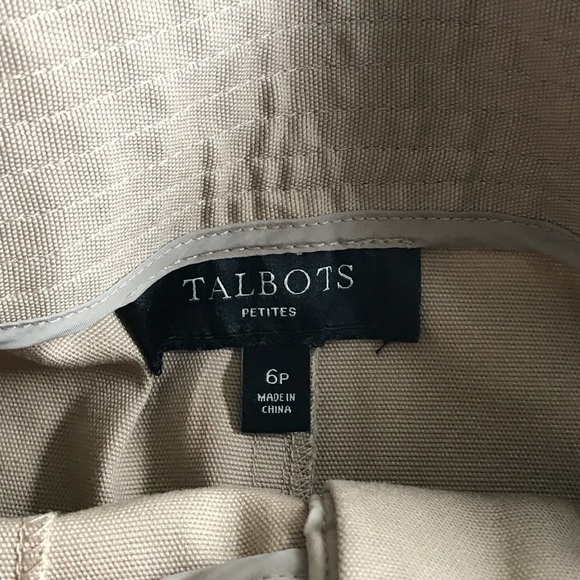 TALBOTS
PETITES
6P
MADE IN
CHINA